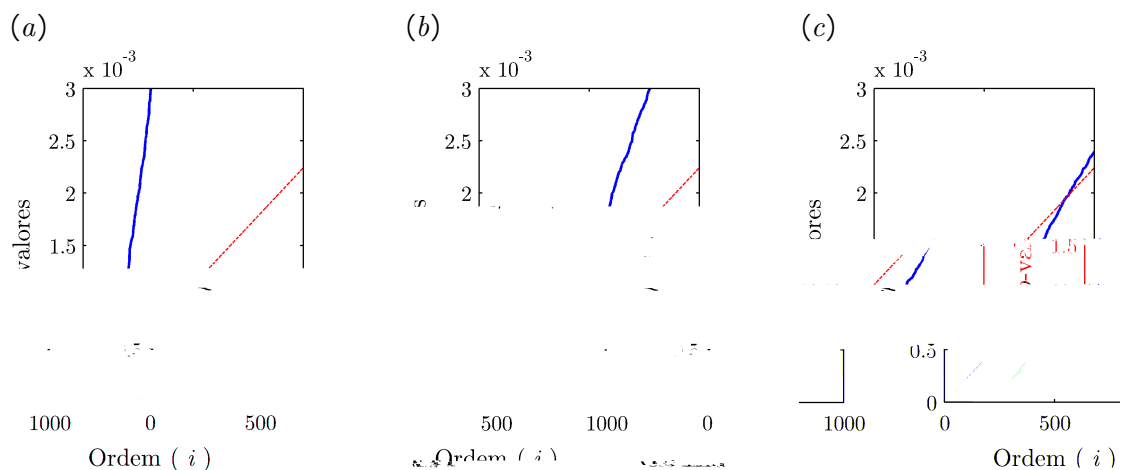 (a) (b) (c)
x 10⁻³ x 10⁻³ x 10⁻³
3 3 3
2.5 2.5 2.5
2 2 2
valores
1.5 1.5
0.5
0
1000 0 500 500 1000 0 1000 0 500
Ordem ( i ) Ordem ( i ) Ordem ( i )